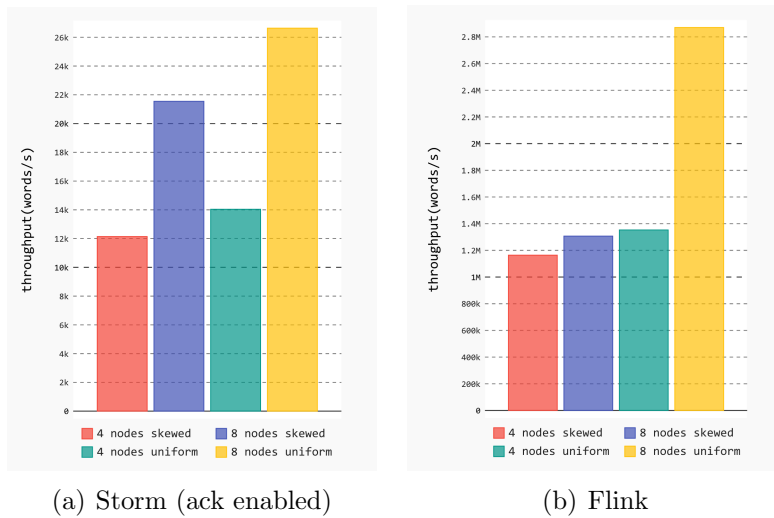 throughput(words/s)
26k
24k
22k
20k
18k
16k
14k
12k
10k
8k
6k
4k
2k
0
4 nodes skewed
8 nodes skewed
4 nodes uniform
8 nodes uniform
(a) Storm (ack enabled)
throughput(words/s)
2.8M
2.6M
2.4M
2.2M
2M
1.8M
1.6M
1.4M
1.2M
1M
800k
600k
400k
200k
0
4 nodes skewed
8 nodes skewed
4 nodes uniform
8 nodes uniform
(b) Flink